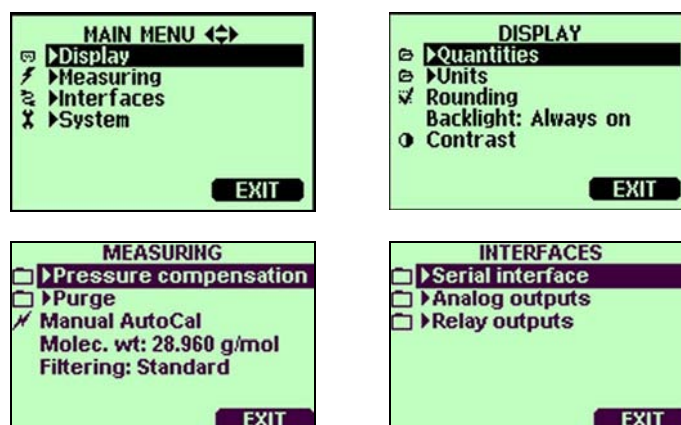 MAIN MENU
▶Display
▶Measuring
▶Interfaces
▶System
EXIT
DISPLAY
▶Quantities
▶Units
Rounding
Backlight: Always on
Contrast
EXIT
MEASURING
▶Pressure compensation
▶Purge
Manual AutoCal
Molec. wt: 28.960 g/mol
Filtering: Standard
EXIT
INTERFACES
▶Serial interface
▶Analog outputs
▶Relay outputs
EXIT